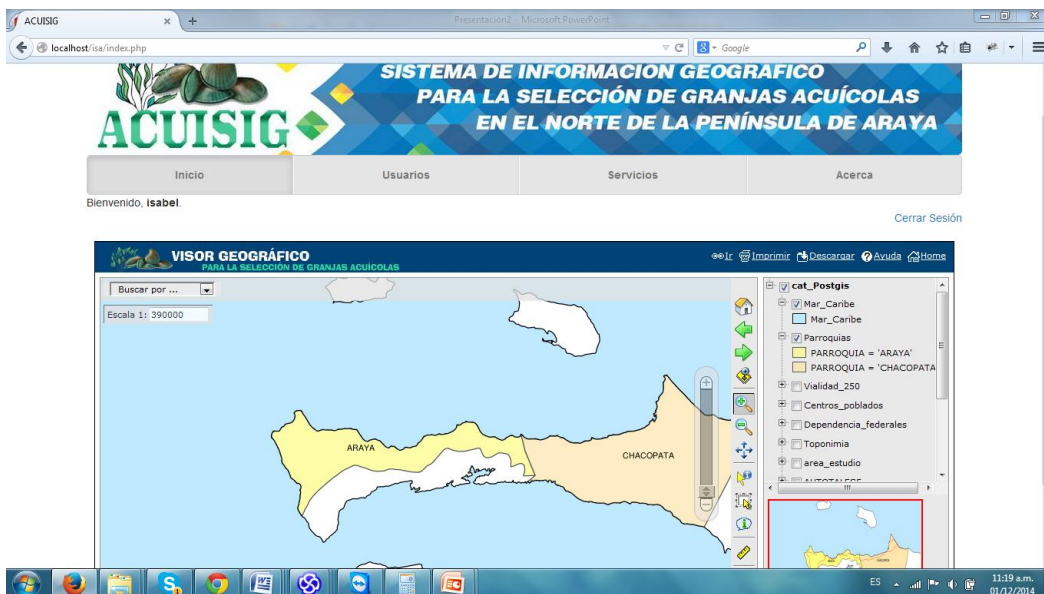 ACUISIG
Presentación2 - Microsoft PowerPoint
localhost/isa/index.php
Google
SISTEMA DE INFORMACIÓN GEOGRÁFICO
PARA LA SELECCIÓN DE GRANJAS ACUÍCOLAS
EN EL NORTE DE LA PENÍNSULA DE ARAYA
ACUISIG
Inicio
Usuarios
Servicios
Acerca
Bienvenido, isabel.
Cerrar Sesión
VISOR GEOGRÁFICO
PARA LA SELECCIÓN DE GRANJAS ACUÍCOLAS
Ir Imprimir Descargar Ayuda Home
Buscar por ...
Escala 1: 390000
ARAYA
CHACOPATA
cat_Postgis
Mar_Caribe
Mar_Caribe
Parroquias
PARROQUIA = 'ARAYA'
PARROQUIA = 'CHACOPATA
Vialidad_250
Centros_poblados
Dependencia_federales
Toponimia
area_estudio
ES
11:19 a.m.
01/12/2014